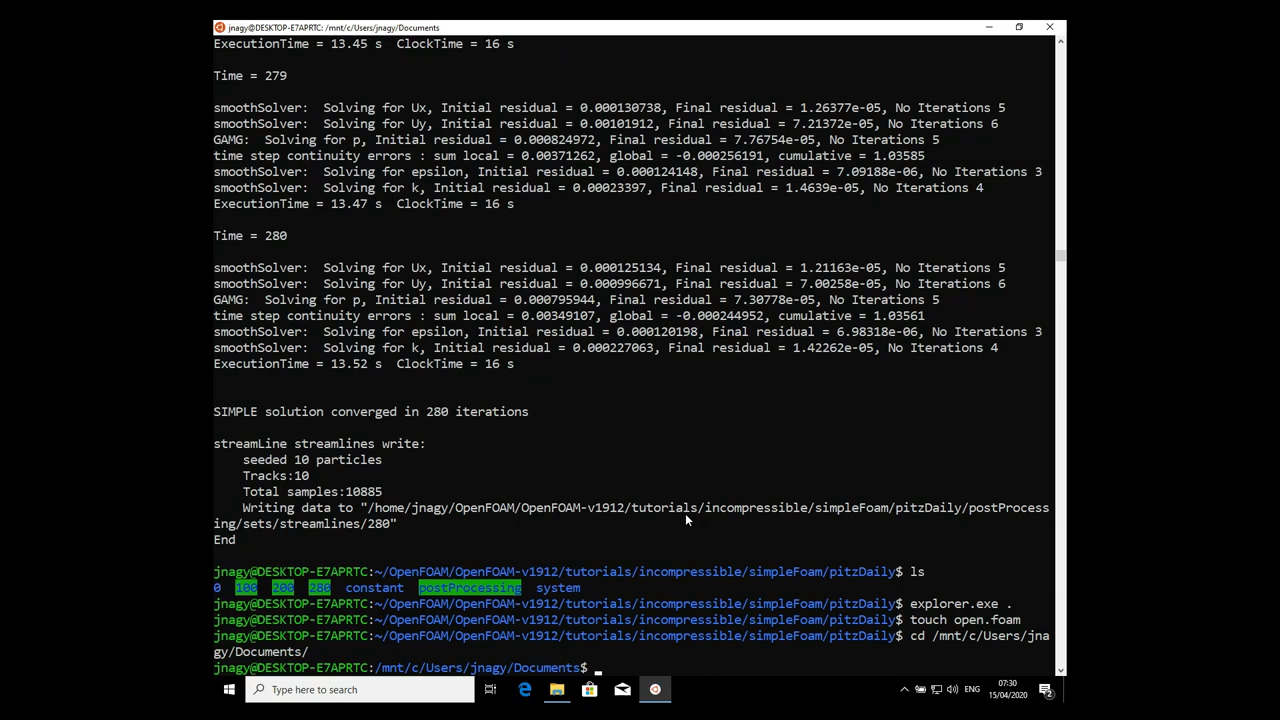 jnagy@DESKTOP-E7APRTC: /mnt/c/Users/jnagy/Documents
ExecutionTime = 13.45 s  ClockTime = 16 s
Time = 279
smoothSolver:  Solving for Ux, Initial residual = 0.000130738, Final residual = 1.26377e-05, No Iterations 5
smoothSolver:  Solving for Uy, Initial residual = 0.00101912, Final residual = 7.21372e-05, No Iterations 6
GAMG:  Solving for p, Initial residual = 0.000824972, Final residual = 7.76754e-05, No Iterations 5
time step continuity errors : sum local = 0.00371262, global = -0.000256191, cumulative = 1.03585
smoothSolver:  Solving for epsilon, Initial residual = 0.000124148, Final residual = 7.09188e-06, No Iterations 3
smoothSolver:  Solving for k, Initial residual = 0.00023397, Final residual = 1.4639e-05, No Iterations 4
ExecutionTime = 13.47 s  ClockTime = 16 s
Time = 280
smoothSolver:  Solving for Ux, Initial residual = 0.000125134, Final residual = 1.21163e-05, No Iterations 5
smoothSolver:  Solving for Uy, Initial residual = 0.000996671, Final residual = 7.00258e-05, No Iterations 6
GAMG:  Solving for p, Initial residual = 0.000795944, Final residual = 7.30778e-05, No Iterations 5
time step continuity errors : sum local = 0.00349107, global = -0.000244952, cumulative = 1.03561
smoothSolver:  Solving for epsilon, Initial residual = 0.000120198, Final residual = 6.98318e-06, No Iterations 3
smoothSolver:  Solving for k, Initial residual = 0.000227063, Final residual = 1.42262e-05, No Iterations 4
ExecutionTime = 13.52 s  ClockTime = 16 s
SIMPLE solution converged in 280 iterations
streamLine streamlines write:
    seeded 10 particles
    Tracks:10
    Total samples:10885
    Writing data to "/home/jnagy/OpenFOAM/OpenFOAM-v1912/tutorials/incompressible/simpleFoam/pitzDaily/postProcess
ing/sets/streamlines/280"
End
jnagy@DESKTOP-E7APRTC:~/OpenFOAM/OpenFOAM-v1912/tutorials/incompressible/simpleFoam/pitzDaily$ ls
0  100  200  280  constant  postProcessing  system
jnagy@DESKTOP-E7APRTC:~/OpenFOAM/OpenFOAM-v1912/tutorials/incompressible/simpleFoam/pitzDaily$ explorer.exe .
jnagy@DESKTOP-E7APRTC:~/OpenFOAM/OpenFOAM-v1912/tutorials/incompressible/simpleFoam/pitzDaily$ touch open.foam
jnagy@DESKTOP-E7APRTC:~/OpenFOAM/OpenFOAM-v1912/tutorials/incompressible/simpleFoam/pitzDaily$ cd /mnt/c/Users/jna
gy/Documents/
jnagy@DESKTOP-E7APRTC:/mnt/c/Users/jnagy/Documents$
Type here to search
ENG
07:30
15/04/2020
2